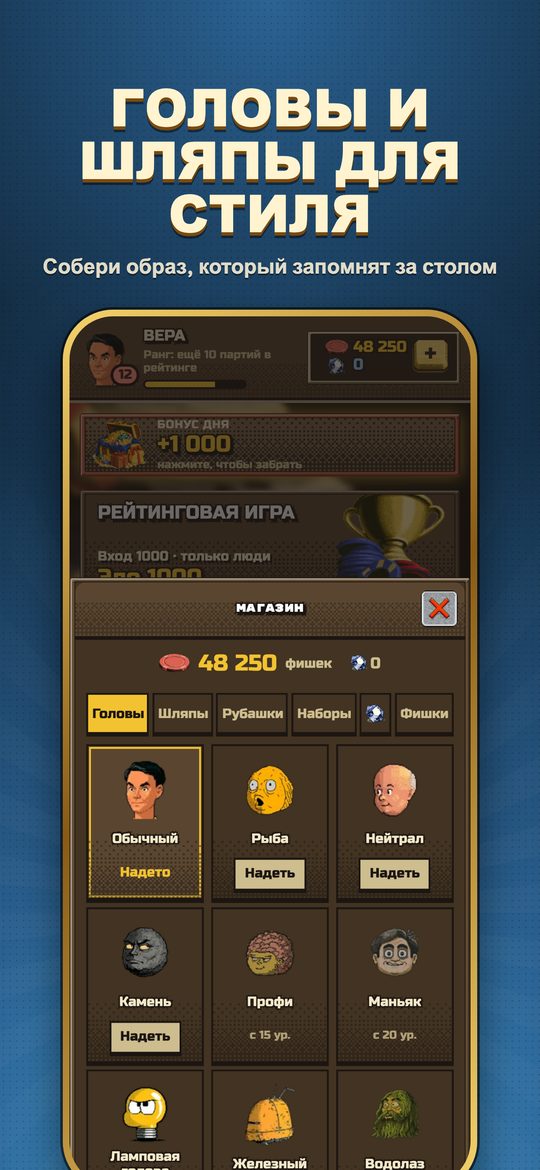 ГОЛОВЫ И
ШЛЯПЫ ДЛЯ
СТИЛЯ
Собери образ, который запомнят за столом
ВЕРА
Ранг: ещё 10 партий в
рейтинге
12
48 250
0
+
БОНУС ДНЯ
+1 000
нажмите, чтобы забрать
РЕЙТИНГОВАЯ ИГРА
Вход 1000 · только люди
МАГАЗИН
48 250 фишек 0
Головы Шляпы Рубашки Наборы Фишки
Обычный Рыба Нейтрал
Надето Надеть Надеть
Камень Профи Маньяк
Надеть с 15 ур. с 20 ур.
Ламповая
Железный Водолаз